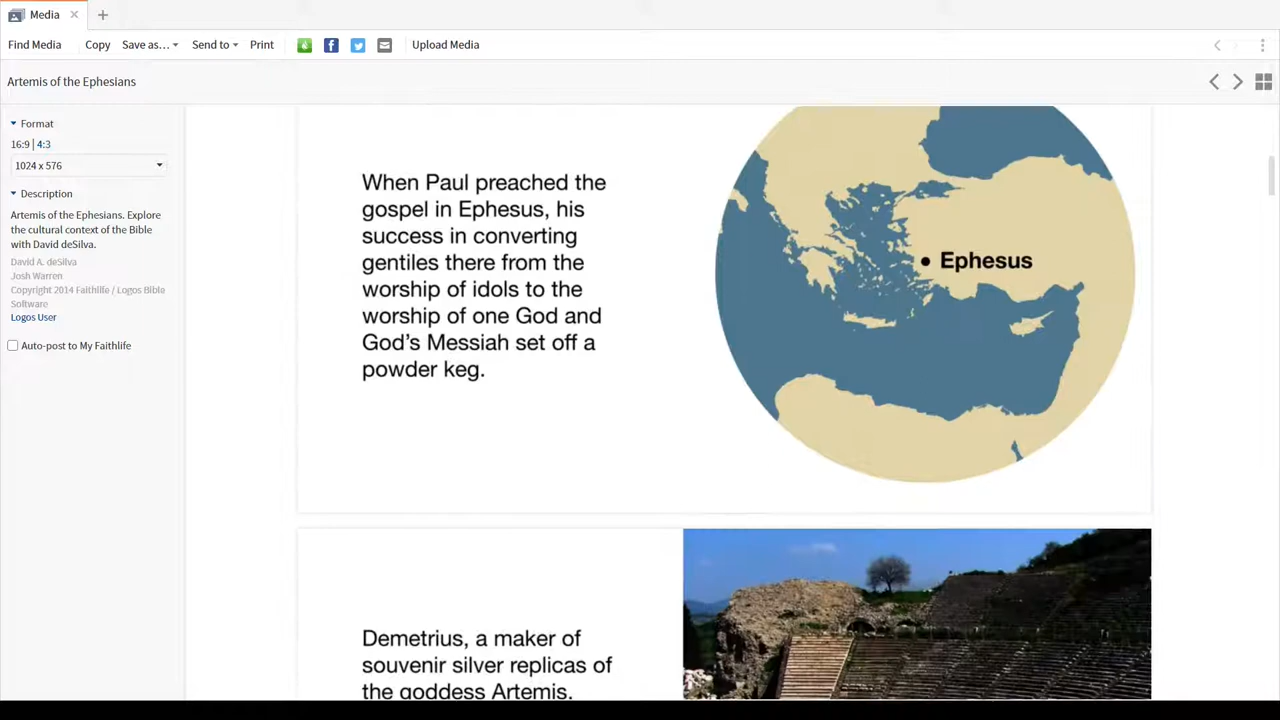 Media
Find Media Copy Save as... Send to Print Upload Media
Artemis of the Ephesians
Format
16:9 | 4:3
1024 x 576
Description
Artemis of the Ephesians. Explore
the cultural context of the Bible
with David deSilva.
David A. deSilva
Josh Warren
Copyright 2014 Faithlife / Logos Bible
Software
Logos User
Auto-post to My Faithlife
When Paul preached the
gospel in Ephesus, his
success in converting
gentiles there from the
worship of idols to the
worship of one God and
God’s Messiah set off a
powder keg.
Ephesus
Demetrius, a maker of
souvenir silver replicas of
the goddess Artemis,